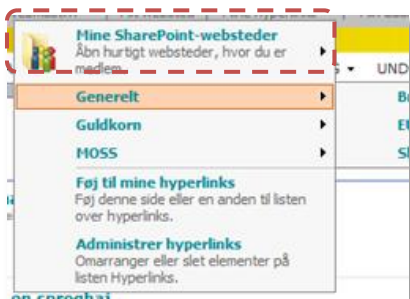 Mine SharePoint-websteder
Åbn hurtigt websteder, hvor du er
medlem.
UND
Generelt
Guldkorn
MOSS
Føj til mine hyperlinks
Føj denne side eller en anden til listen
over hyperlinks.
Administrer hyperlinks
Omarranger eller slet elementer på
listen Hyperlinks.